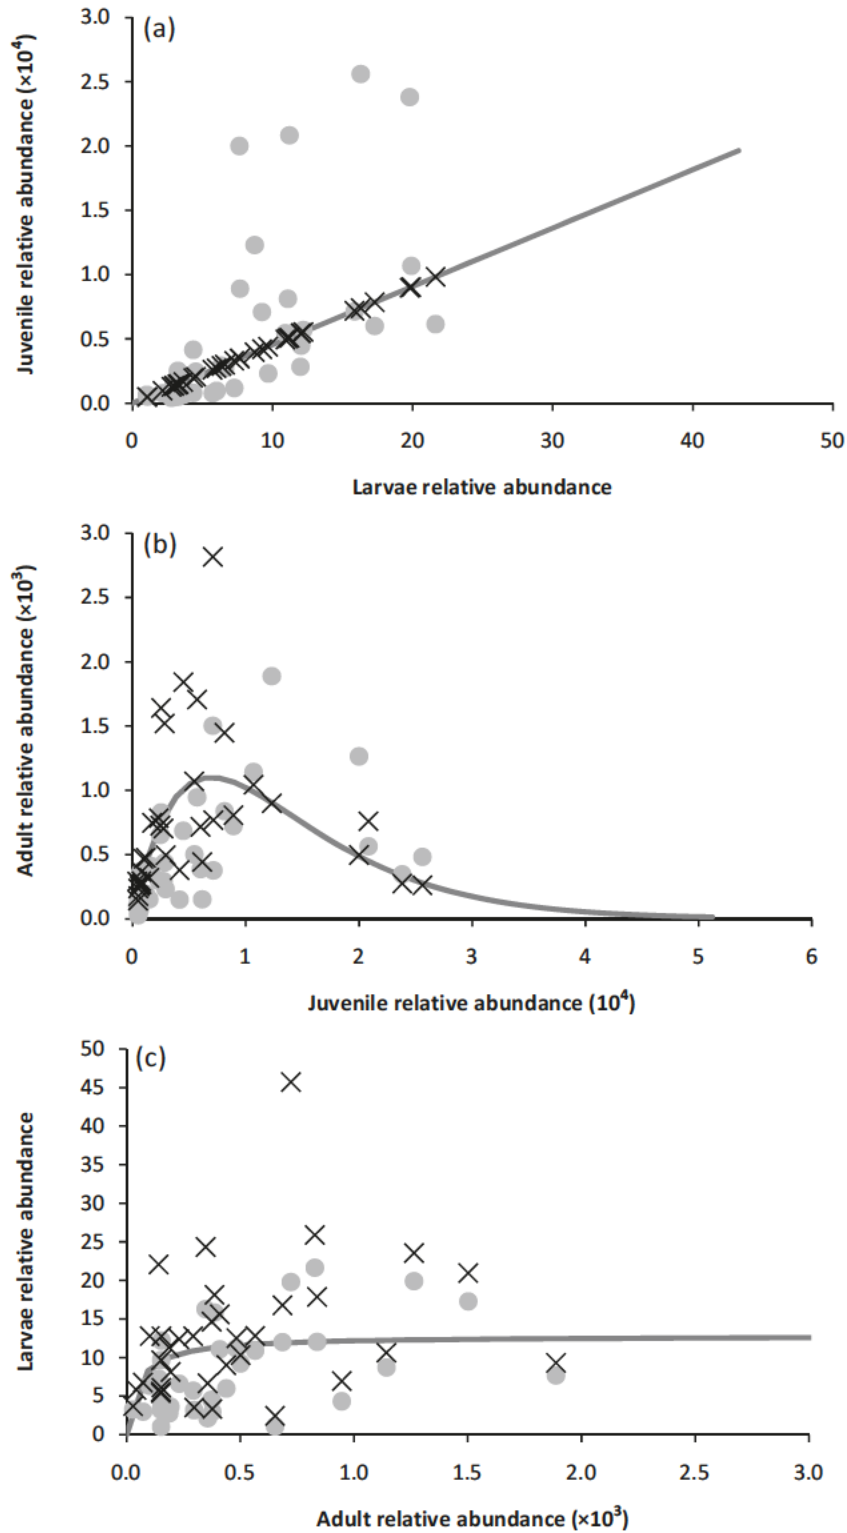 (a)
Juvenile relative abundance (×10⁴)
3.0
2.5
2.0
1.5
1.0
0.5
0.0
0 10 20 30 40 50
Larvae relative abundance
(b)
Adult relative abundance (×10³)
3.0
2.5
2.0
1.5
1.0
0.5
0.0
0 1 2 3 4 5 6
Juvenile relative abundance (10⁴)
(c)
Larvae relative abundance
50
45
40
35
30
25
20
15
10
5
0
0.0 0.5 1.0 1.5 2.0 2.5 3.0
Adult relative abundance (×10³)